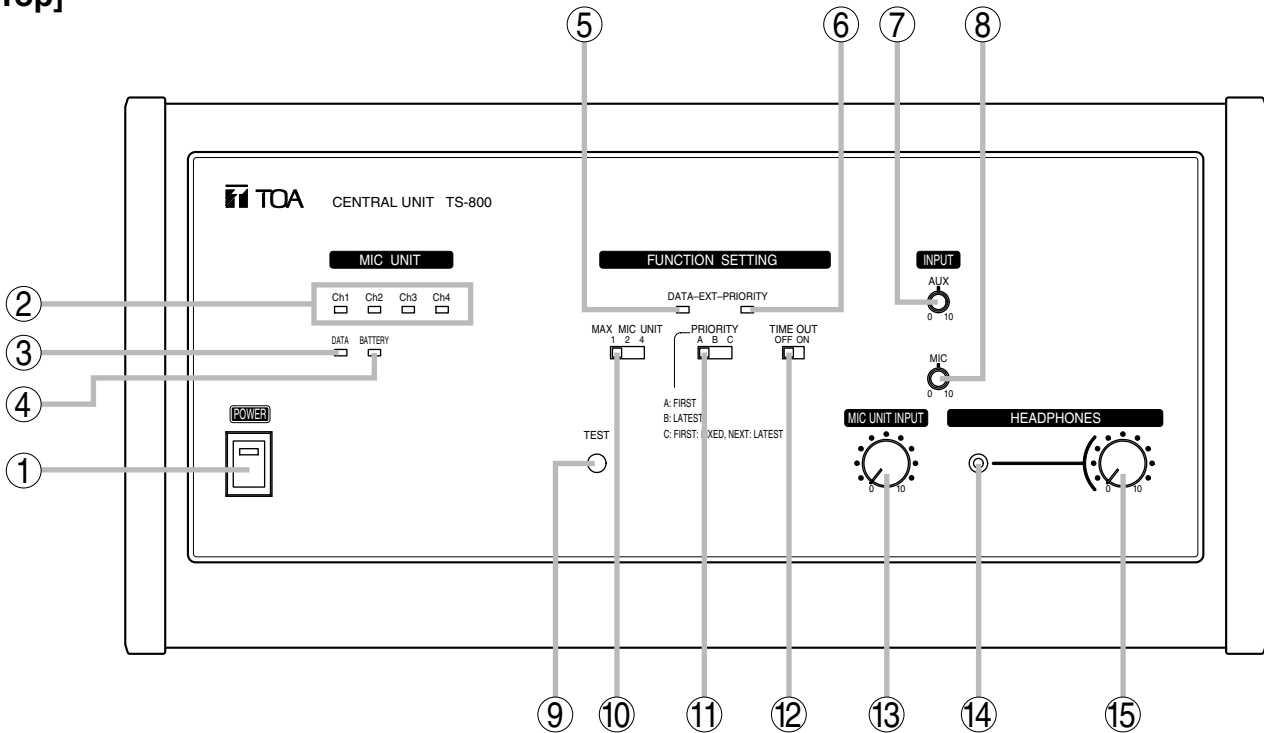 Top]
⑤ ⑥ ⑦ ⑧
TOA CENTRAL UNIT TS-800
MIC UNIT
Ch1 Ch2 Ch3 Ch4
DATA BATTERY
②
③
④
①
POWER
FUNCTION SETTING
DATA–EXT–PRIORITY
MAX MIC UNIT
1 2 4
PRIORITY
A B C
TIME OUT
OFF ON
A: FIRST
B: LATEST
C: FIRST: FIXED, NEXT: LATEST
TEST
INPUT
AUX
0 10
MIC
0 10
MIC UNIT INPUT
0 10
HEADPHONES
0 10
⑨ ⑩ ⑪ ⑫ ⑬ ⑭ ⑮